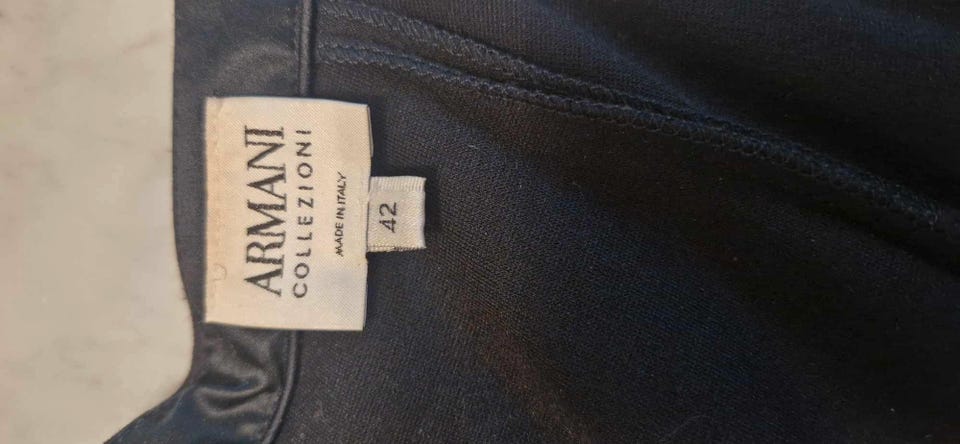 ARMANI
COLLEZIONI
MADE IN ITALY
42